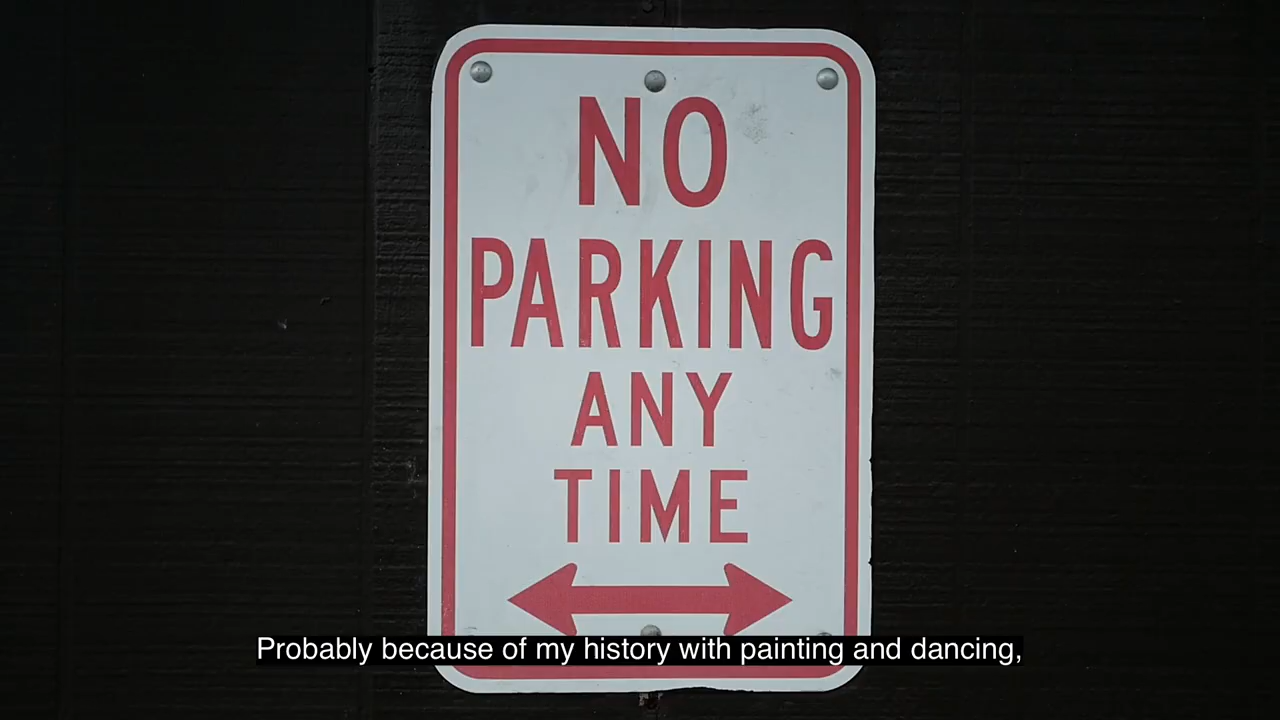 NO
PARKING
ANY
TIME
Probably because of my history with painting and dancing,